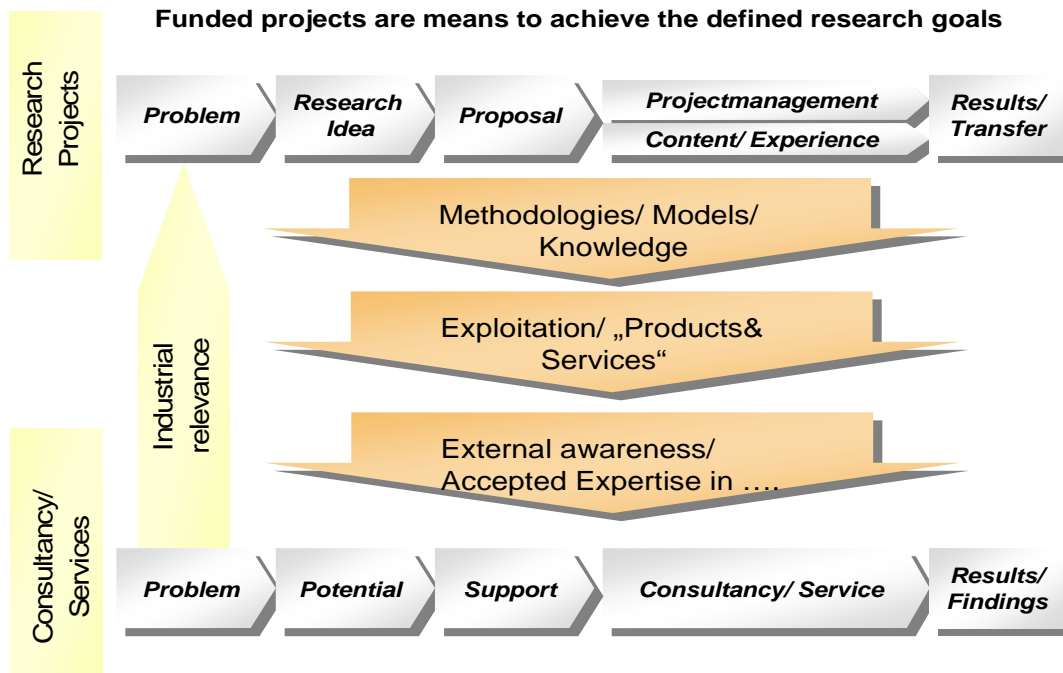 Funded projects are means to achieve the defined research goals
Research
Projects
Problem
Research
Idea
Proposal
Projectmanagement
Content/ Experience
Results/
Transfer
Methodologies/ Models/
Knowledge
Exploitation/ „Products&
Services“
External awareness/
Accepted Expertise in ….
Industrial
relevance
Consultancy/
Services
Problem
Potential
Support
Consultancy/ Service
Results/
Findings